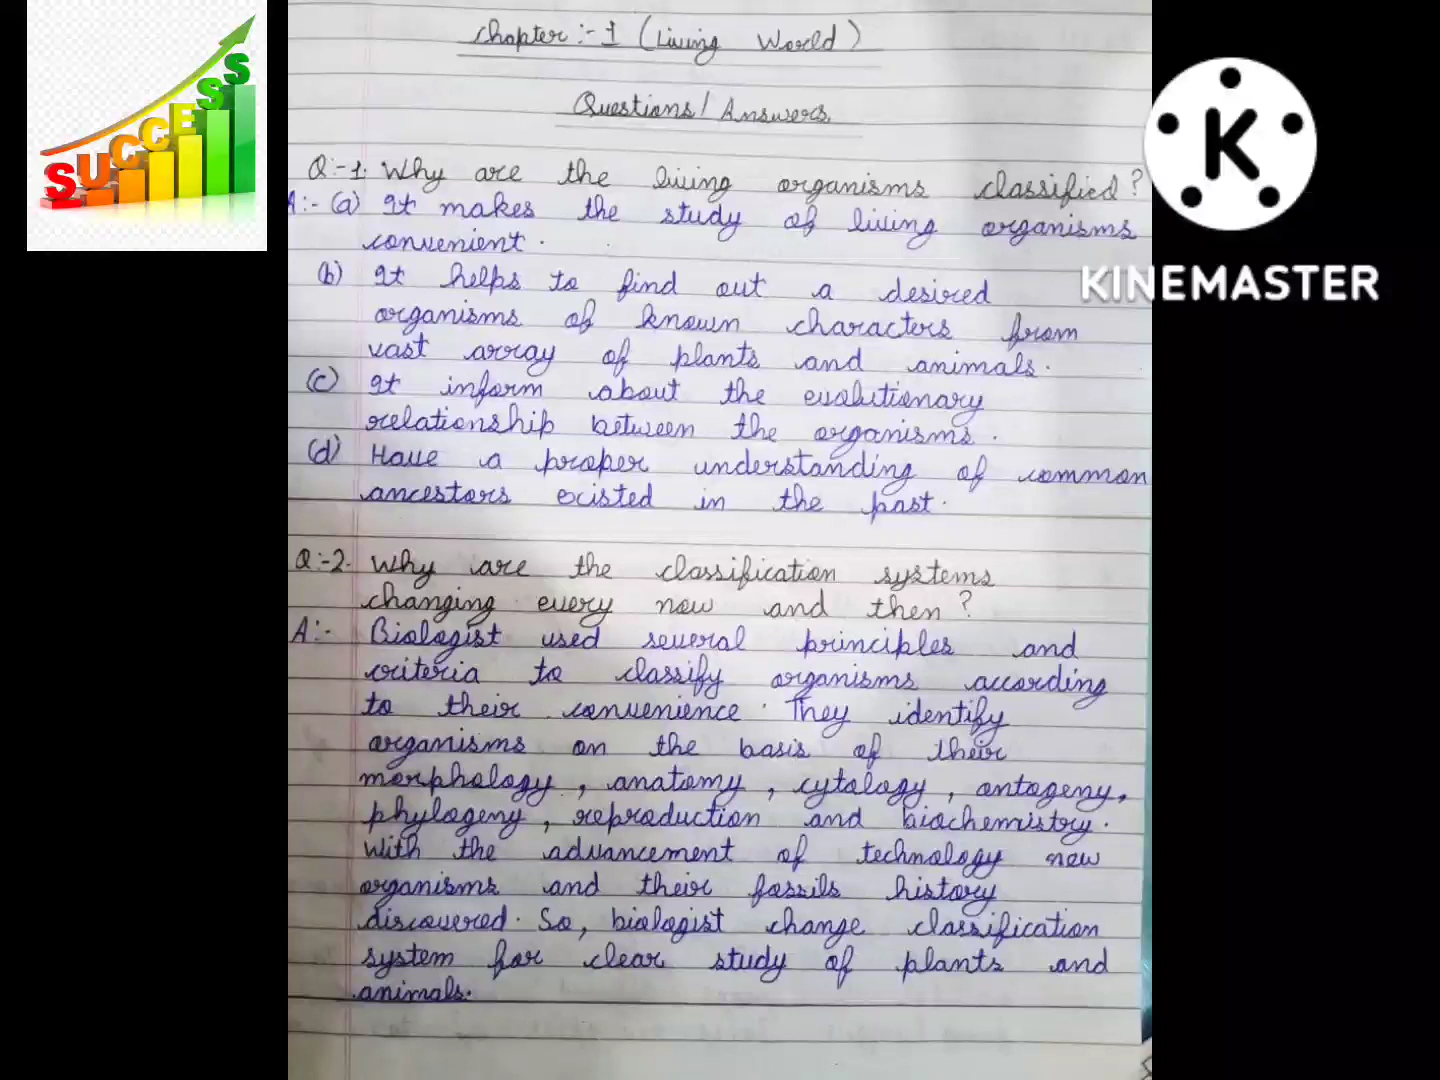 SUCCESS
Chapter :- 1 (Living World)
Questions/Answers
Q:-1. Why are the living organisms classified?
A:- (a) It makes the study of living organisms
convenient.
(b) It helps to find out a desired
organisms of known characters from
vast array of plants and animals.
(c) It inform about the evolutionary
relationship between the organisms.
(d) Have a proper understanding of common
ancestors existed in the past.
Q:-2. Why are the classification systems
changing every now and then?
A:- Biologist used several principles and
criteria to classify organisms according
to their convenience. They identify
organisms on the basis of their
morphology, anatomy, cytology, ontogeny,
phylogeny, reproduction and biochemistry.
With the advancement of technology new
organisms and their fossils history
discovered. So, biologist change classification
system for clear study of plants and
animals.
K
KINEMASTER